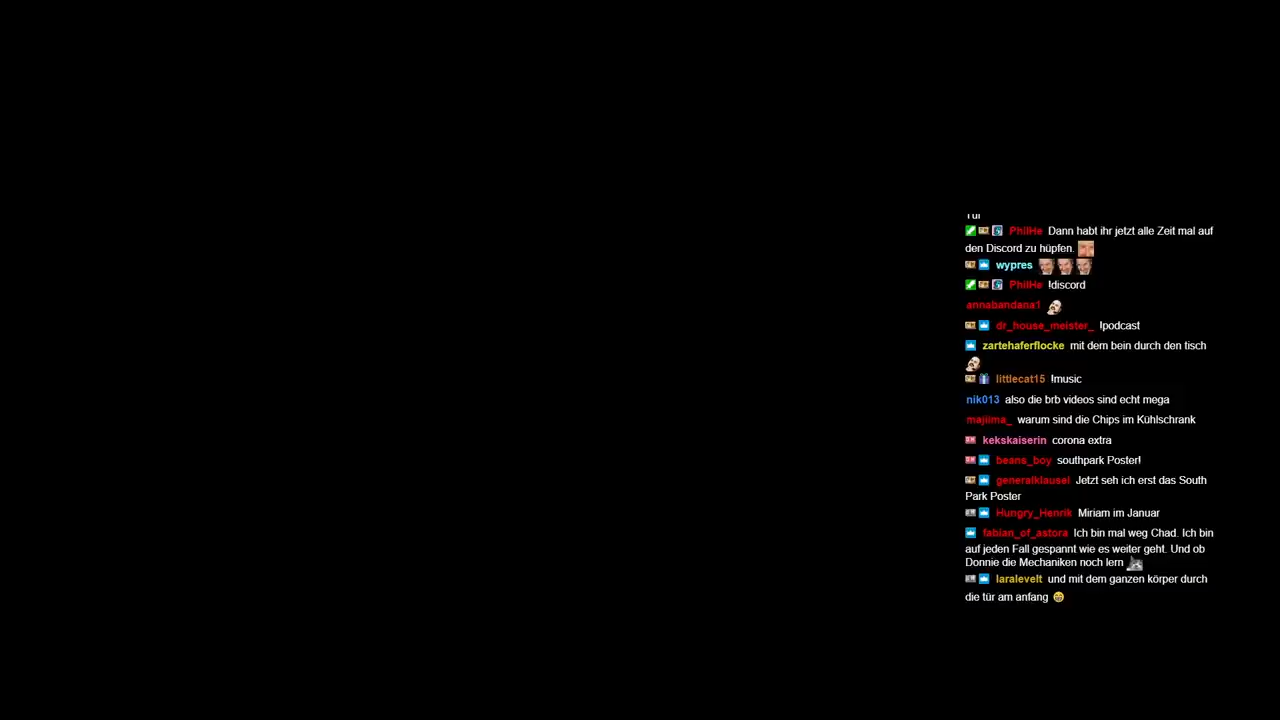 PhilHe Dann habt ihr jetzt alle Zeit mal auf
den Discord zu hüpfen.
wypres
PhilHe !discord
annabandana1
dr_house_meister_ !podcast
zartehaferflocke mit dem bein durch den tisch
littlecat15 !music
nik013 also die brb videos sind echt mega
majiima_ warum sind die Chips im Kühlschrank
kekskaiserin corona extra
beans_boy southpark Poster!
generalklausel Jetzt seh ich erst das South
Park Poster
Hungry_Henrik Miriam im Januar
fabian_of_astora Ich bin mal weg Chad. Ich bin
auf jeden Fall gespannt wie es weiter geht. Und ob
Donnie die Mechaniken noch lern
laralevelt und mit dem ganzen körper durch
die tür am anfang